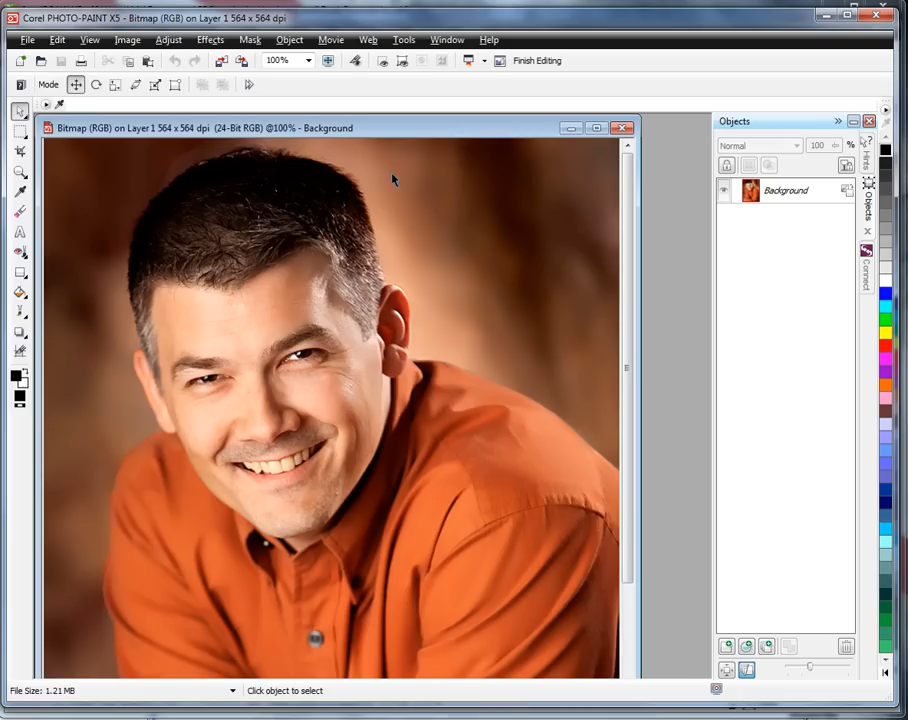 Corel PHOTO-PAINT X5 - Bitmap (RGB) on Layer 1 564 x 564 dpi
File Edit View Image Adjust Effects Mask Object Movie Web Tools Window Help
100% Finish Editing
Mode
Bitmap (RGB) on Layer 1 564 x 564 dpi (24-Bit RGB) @100% - Background
Objects
Normal 100 %
Background
Hints
Objects
Connect
File Size: 1.21 MB Click object to select